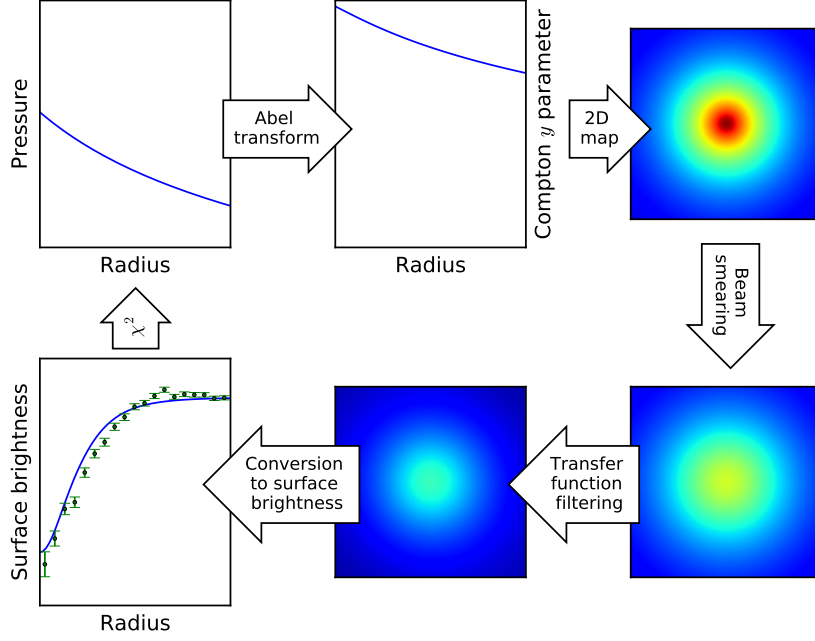 Pressure
Radius
Abel
transform
Compton y parameter
Radius
2D
map
Beam
smearing
Transfer
function
filtering
Conversion
to surface
brightness
Surface brightness
Radius
χ²